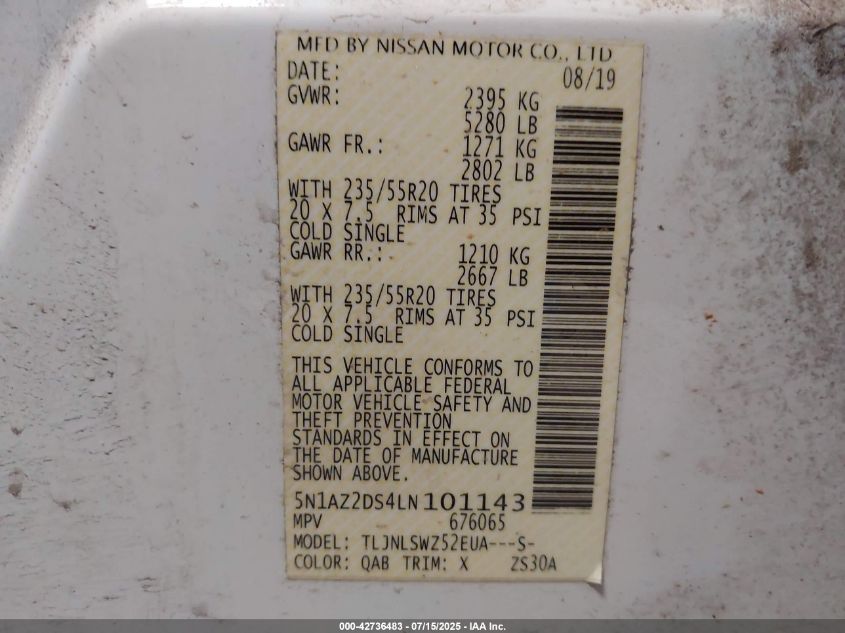 MFD BY NISSAN MOTOR CO., LTD
DATE: 08/19
GVWR: 2395 KG
5280 LB
GAWR FR.: 1271 KG
2802 LB
WITH 235/55R20 TIRES
20 X 7.5 RIMS AT 35 PSI
COLD SINGLE
GAWR RR.: 1210 KG
2667 LB
WITH 235/55R20 TIRES
20 X 7.5 RIMS AT 35 PSI
COLD SINGLE
THIS VEHICLE CONFORMS TO
ALL APPLICABLE FEDERAL
MOTOR VEHICLE SAFETY AND
THEFT PREVENTION
STANDARDS IN EFFECT ON
THE DATE OF MANUFACTURE
SHOWN ABOVE.
5N1AZ2DS4LN101143
MPV 676065
MODEL: TLJNLSWZ52EUA---S-
COLOR: QAB TRIM: X ZS30A
000-42736483 - 07/15/2025 - IAA Inc.